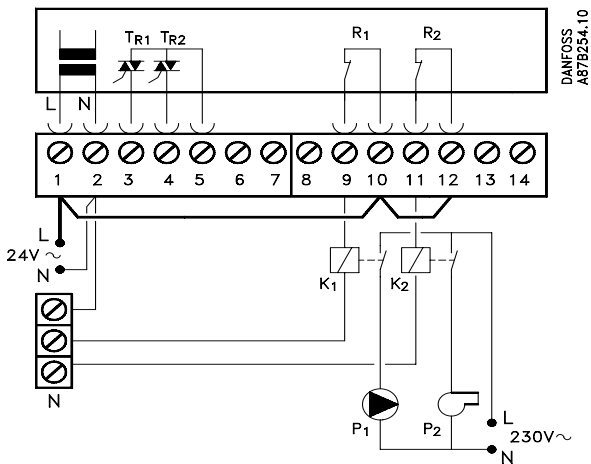 TR1 TR2 R1 R2
DANFOSS
A87B254.10
L N
1 2 3 4 5 6 7 8 9 10 11 12 13 14
L
24V ~
N
K1 K2
N
P1 P2
L
230V~
N